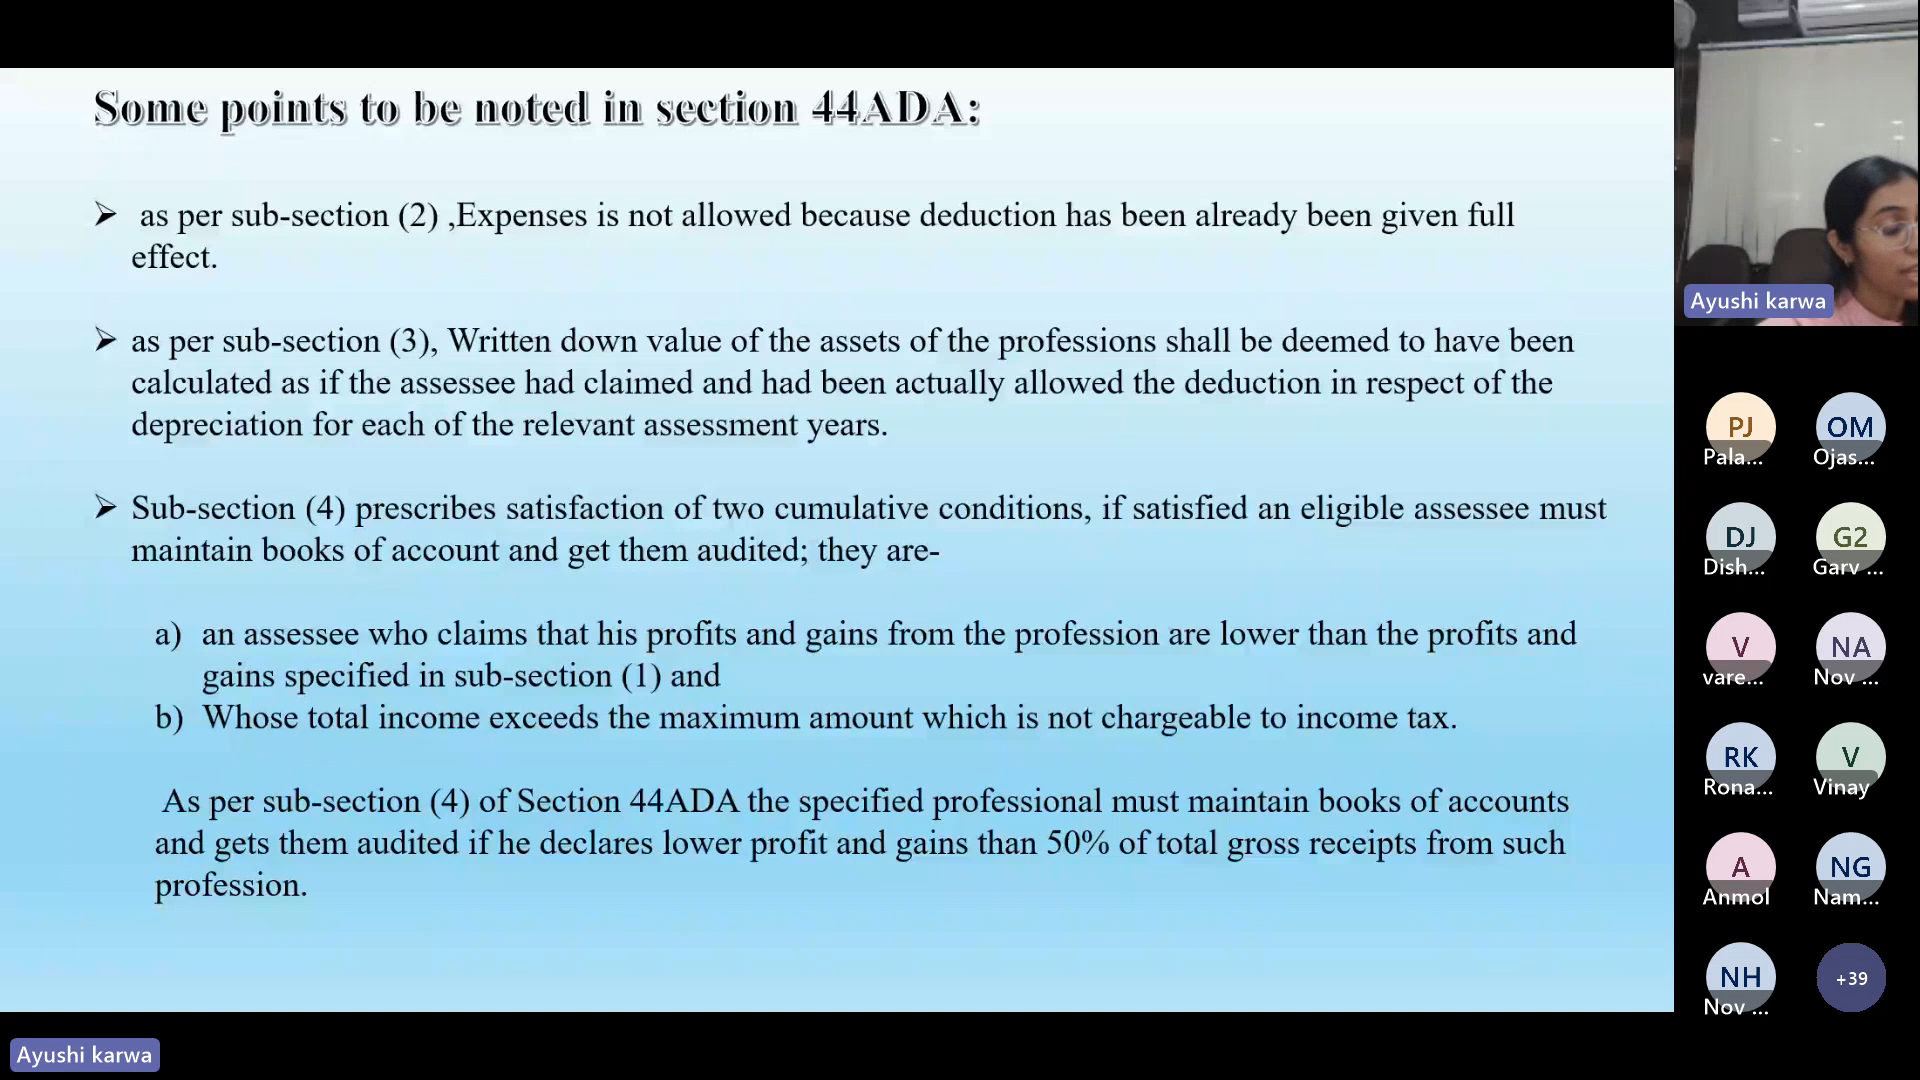 Some points to be noted in section 44ADA:
➢ as per sub-section (2) ,Expenses is not allowed because deduction has been already been given full
effect.
➢ as per sub-section (3), Written down value of the assets of the professions shall be deemed to have been
calculated as if the assessee had claimed and had been actually allowed the deduction in respect of the
depreciation for each of the relevant assessment years.
➢ Sub-section (4) prescribes satisfaction of two cumulative conditions, if satisfied an eligible assessee must
maintain books of account and get them audited; they are-
a) an assessee who claims that his profits and gains from the profession are lower than the profits and
gains specified in sub-section (1) and
b) Whose total income exceeds the maximum amount which is not chargeable to income tax.
As per sub-section (4) of Section 44ADA the specified professional must maintain books of accounts
and gets them audited if he declares lower profit and gains than 50% of total gross receipts from such
profession.
Ayushi karwa
PJ
Pala...
OM
Ojas...
DJ
Dish...
G2
Garv ...
V
vare...
NA
Nov ...
RK
Rona...
V
Vinay
A
Anmol
NG
Nam...
NH
Nov ...
+39
Ayushi karwa